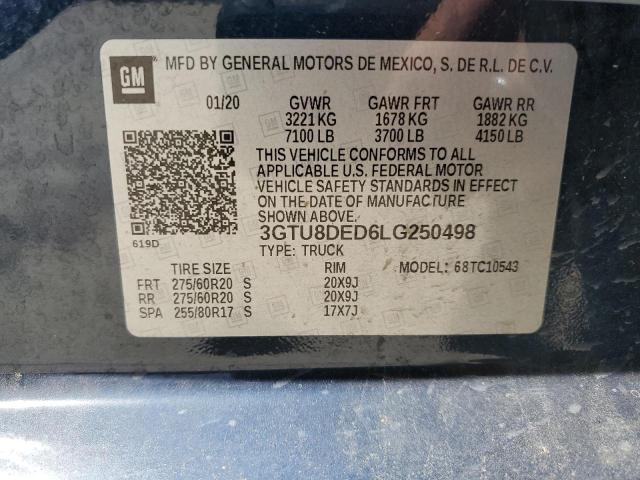 GM MFD BY GENERAL MOTORS DE MEXICO, S. DE R.L. DE C.V.
01/20 GVWR GAWR FRT GAWR RR
3221 KG 1678 KG 1882 KG
7100 LB 3700 LB 4150 LB
THIS VEHICLE CONFORMS TO ALL
APPLICABLE U.S. FEDERAL MOTOR
VEHICLE SAFETY STANDARDS IN EFFECT
ON THE DATE OF MANUFACTURE
SHOWN ABOVE.
619D
3GTU8DED6LG250498
TYPE: TRUCK
TIRE SIZE RIM MODEL: 68TC10543
FRT 275/60R20 S 20X9J
RR 275/60R20 S 20X9J
SPA 255/80R17 S 17X7J